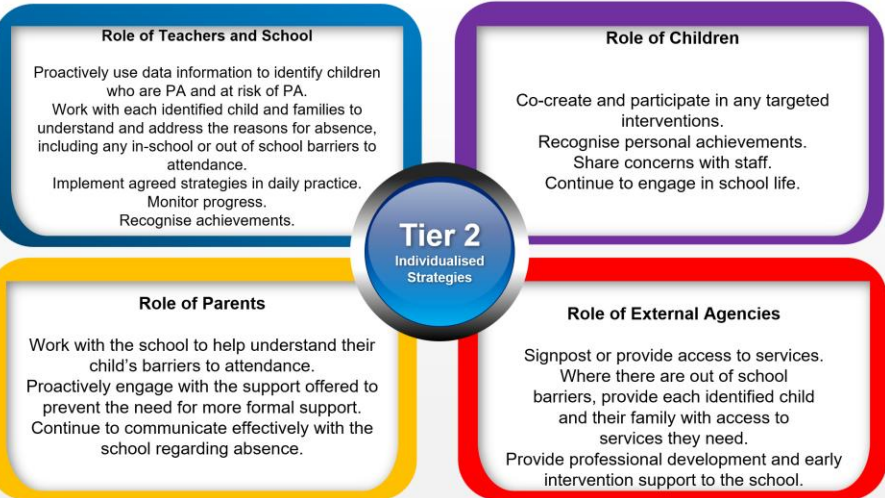 Role of Teachers and School
Proactively use data information to identify children
who are PA and at risk of PA.
Work with each identified child and families to
understand and address the reasons for absence,
including any in-school or out of school barriers to
attendance.
Implement agreed strategies in daily practice.
Monitor progress.
Recognise achievements.
Role of Children
Co-create and participate in any targeted
interventions.
Recognise personal achievements.
Share concerns with staff.
Continue to engage in school life.
Tier 2
Individualised
Strategies
Role of Parents
Work with the school to help understand their
child’s barriers to attendance.
Proactively engage with the support offered to
prevent the need for more formal support.
Continue to communicate effectively with the
school regarding absence.
Role of External Agencies
Signpost or provide access to services.
Where there are out of school
barriers, provide each identified child
and their family with access to
services they need.
Provide professional development and early
intervention support to the school.